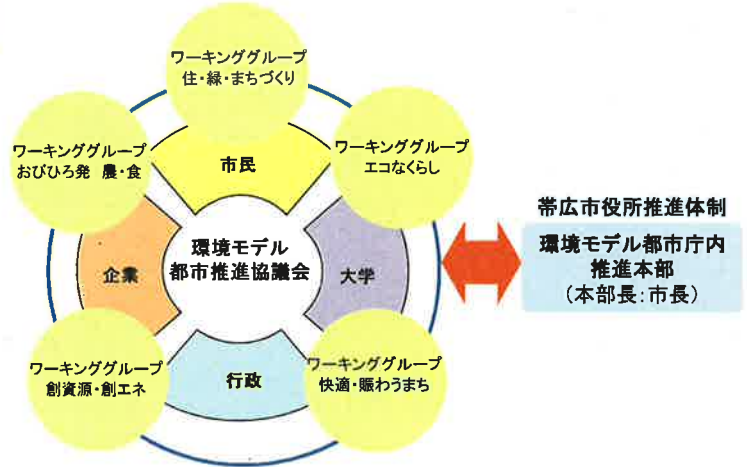 ワーキンググループ
住・緑・まちづくり
ワーキンググループ
おびひろ発 農・食
市民
ワーキンググループ
エコなくらし
環境モデル
都市推進協議会
企業
大学
帯広市役所推進体制
環境モデル都市庁内
推進本部
(本部長:市長)
ワーキンググループ
創資源・創エネ
行政
ワーキンググループ
快適・賑わうまち